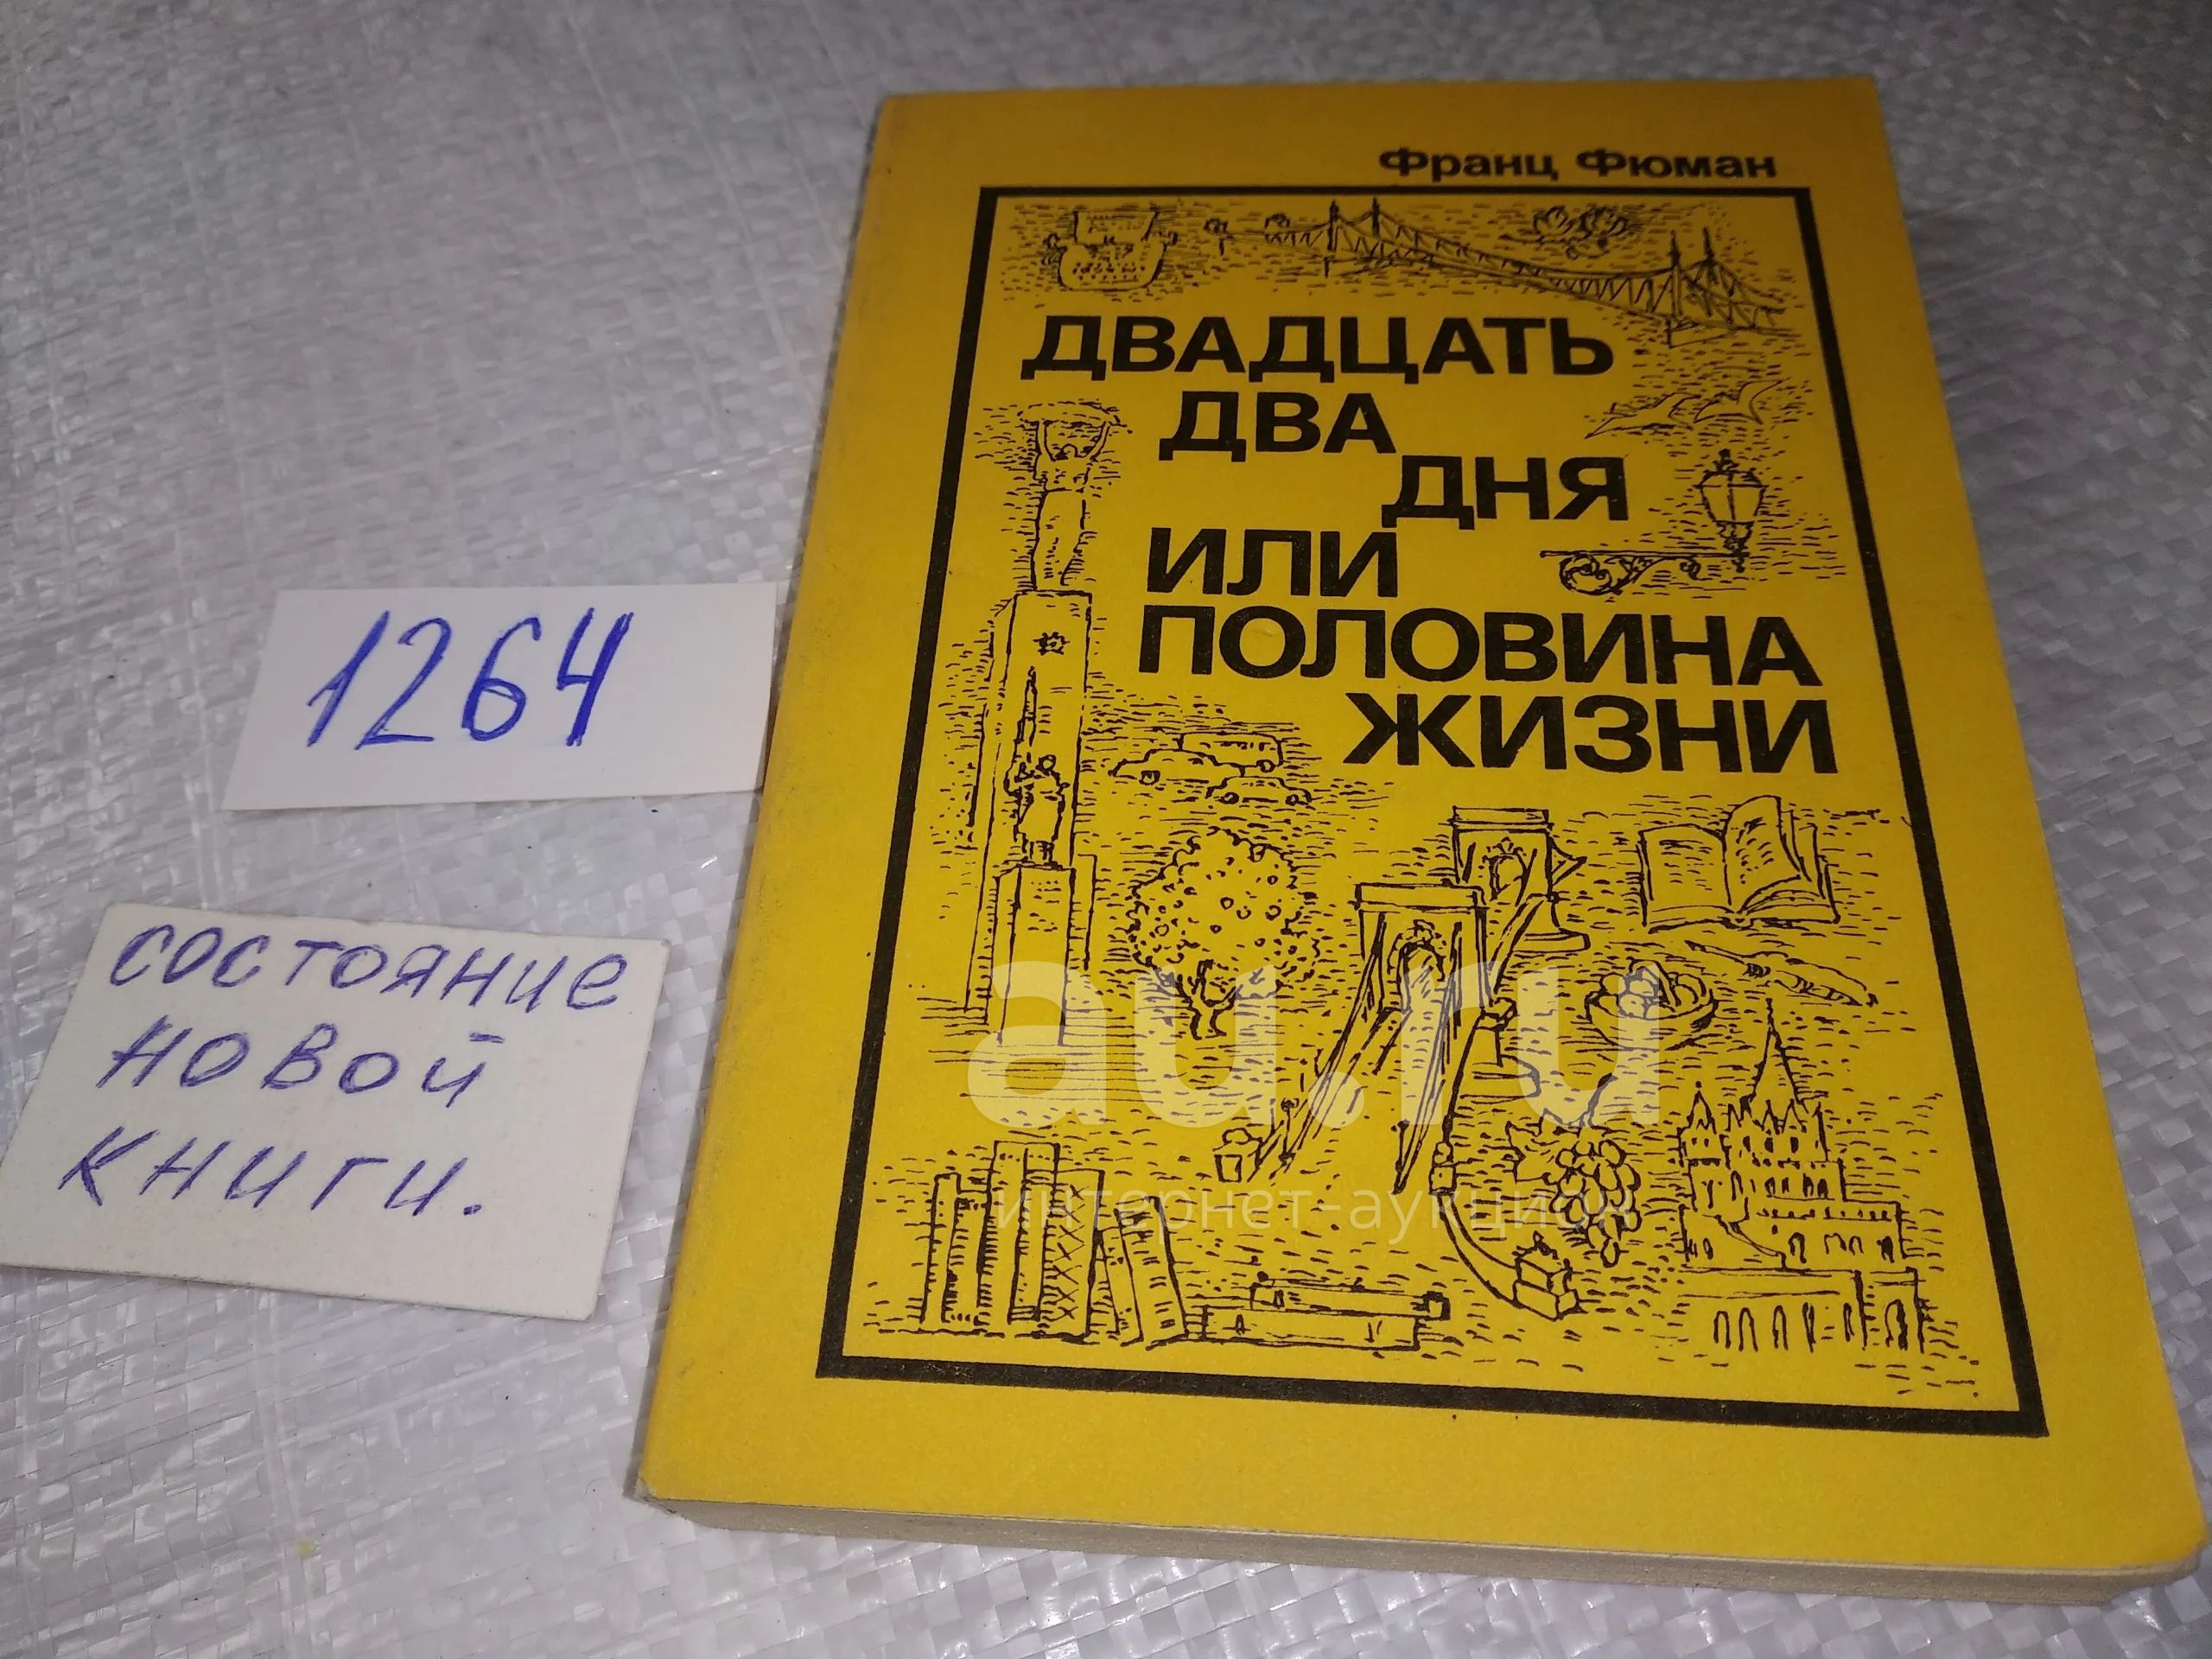 Франц Фюман
ДВАДЦАТЬ
ДВА
ДНЯ
ИЛИ
ПОЛОВИНА
ЖИЗНИ
1264
состояние
новой
книги.
au.ru
интернет-аукцион